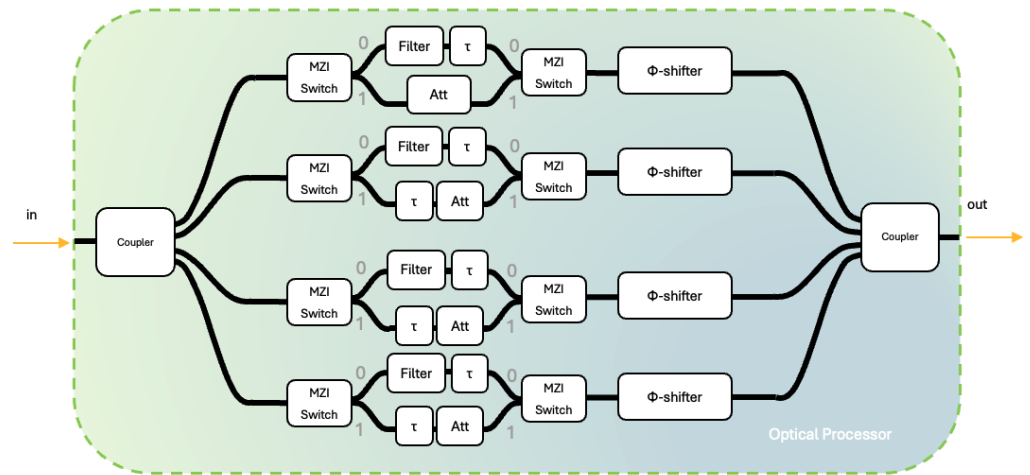 0 Filter τ 0
MZI Switch
Att
1 1
MZI Switch
Φ-shifter
0 Filter τ 0
MZI Switch
τ Att
1 1
MZI Switch
Φ-shifter
in
Coupler
Coupler
out
0 Filter τ 0
MZI Switch
τ Att
1 1
MZI Switch
Φ-shifter
0 Filter τ 0
MZI Switch
τ Att
1 1
MZI Switch
Φ-shifter
Optical Processor